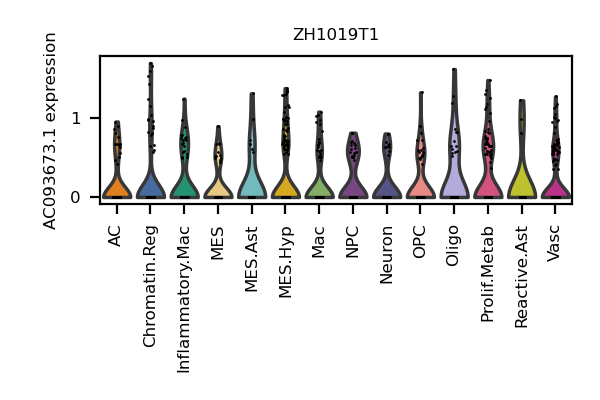 ZH1019T1
AC093673.1 expression
1
0
AC
Chromatin.Reg
Inflammatory.Mac
MES
MES.Ast
MES.Hyp
Mac
NPC
Neuron
OPC
Oligo
Prolif.Metab
Reactive.Ast
Vasc